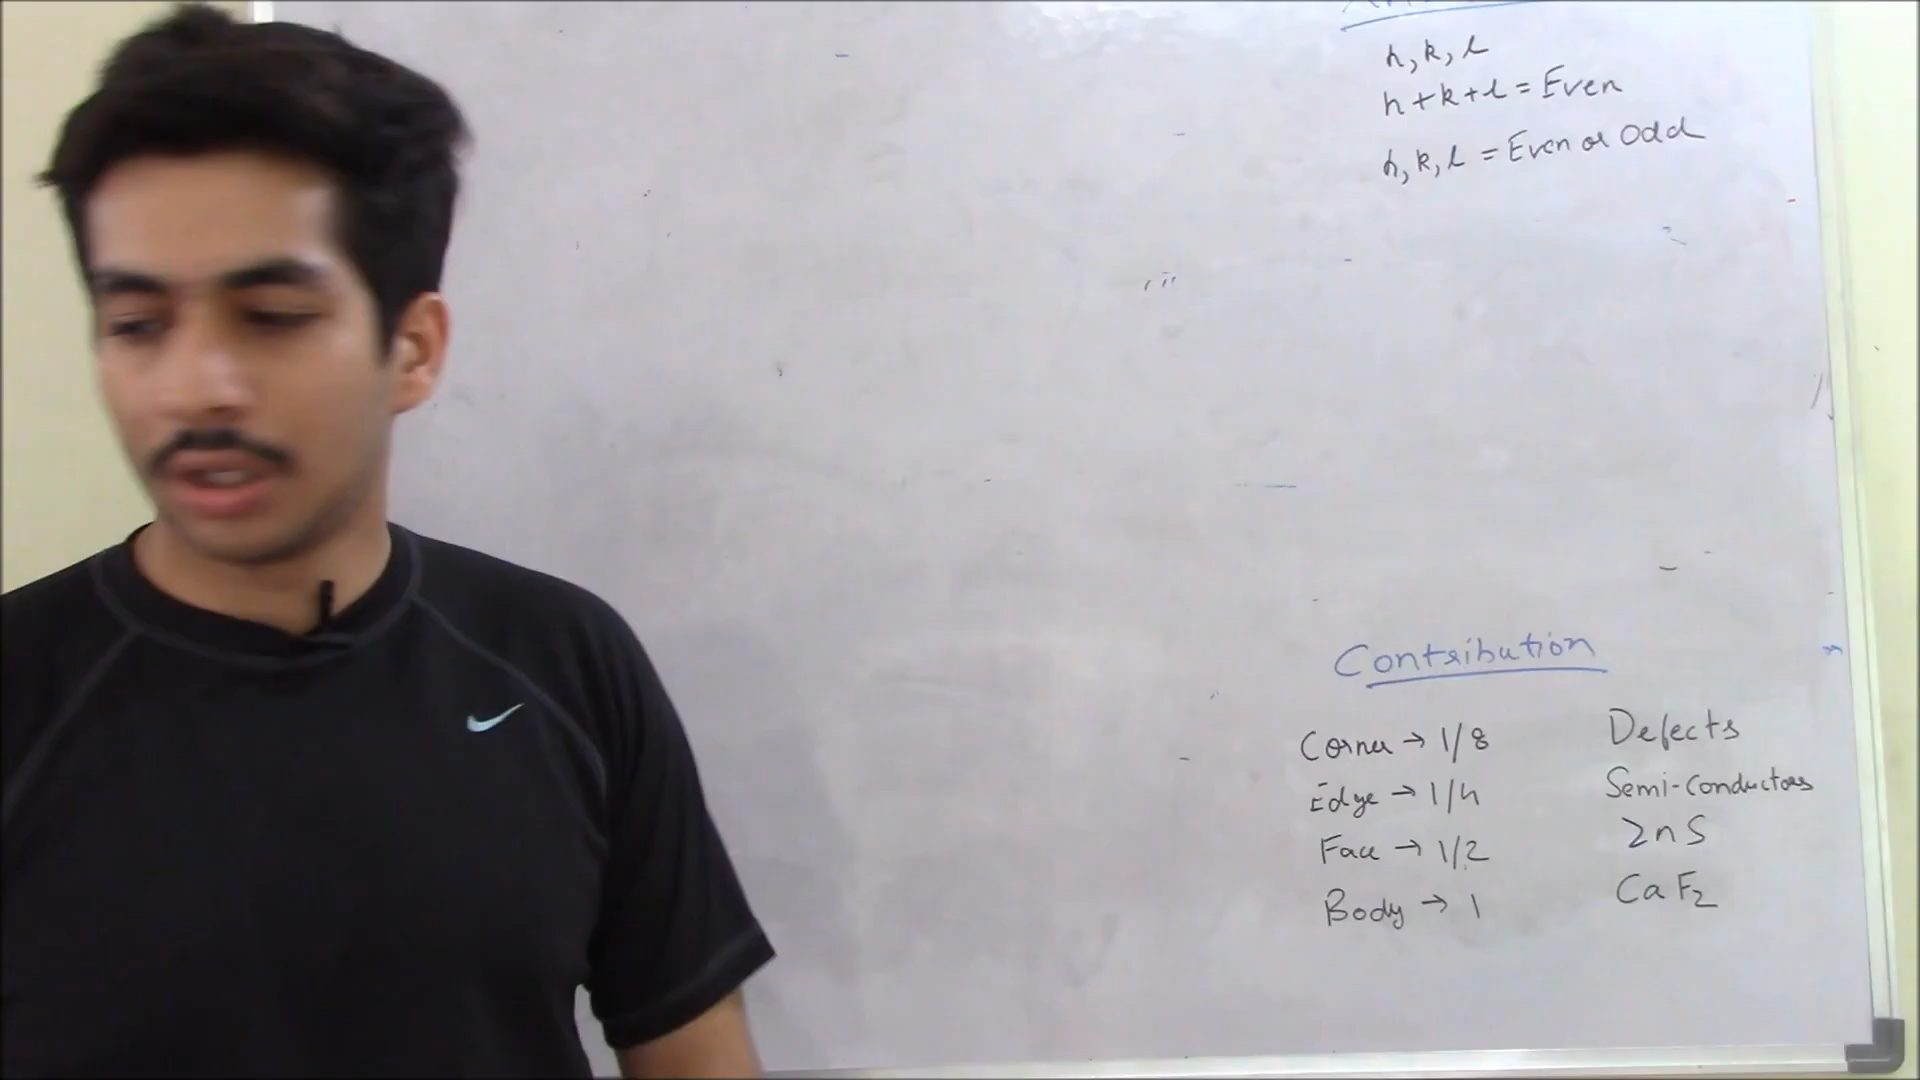 h, k, l
h + k + l = Even
h, k, l = Even or Odd
Contribution
Corner → 1/8
Edge → 1/4
Face → 1/2
Body → 1
Defects
Semi-conductors
ZnS
CaF2